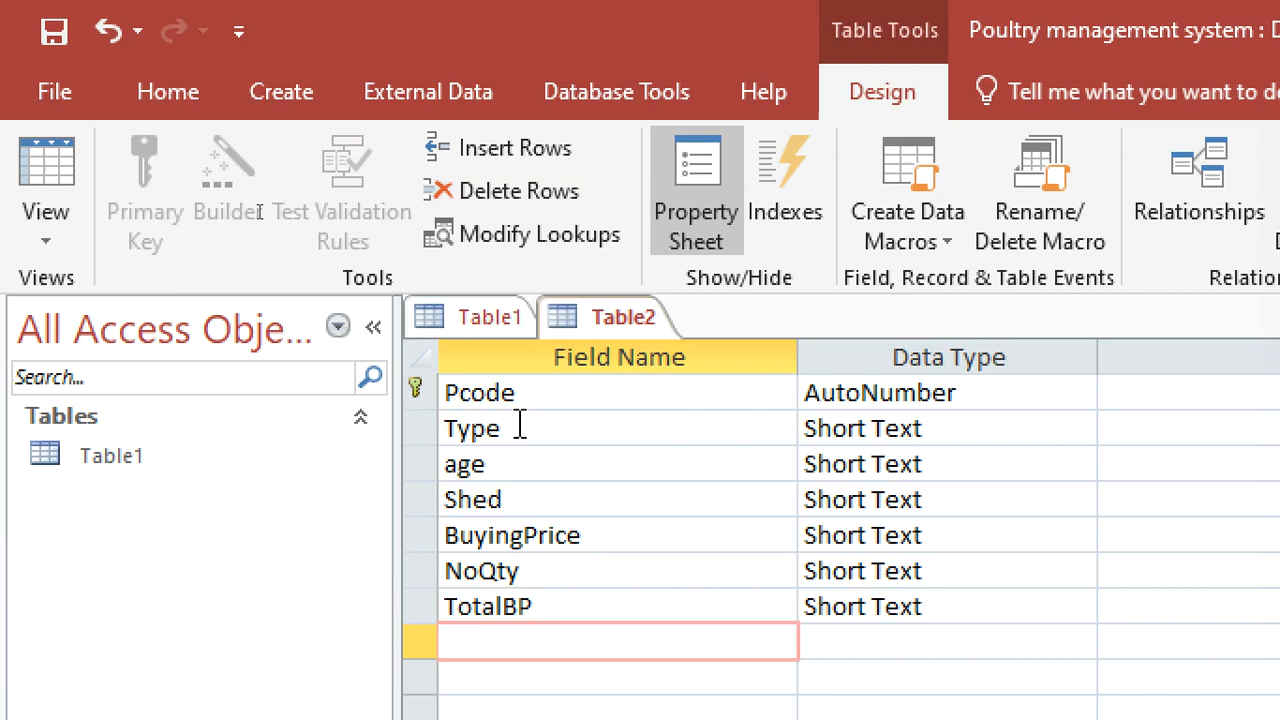 Table Tools
Poultry management system :
File Home Create External Data Database Tools Help Design Tell me what you want to
View
Views
Primary Key
Builder
Test Validation Rules
Insert Rows
Delete Rows
Modify Lookups
Tools
Property Sheet
Indexes
Show/Hide
Create Data Macros
Rename/ Delete Macro
Field, Record & Table Events
Relationships
All Access Obje...
Search...
Tables
Table1
Table1 Table2
Field Name Data Type
Pcode AutoNumber
Type Short Text
age Short Text
Shed Short Text
BuyingPrice Short Text
NoQty Short Text
TotalBP Short Text